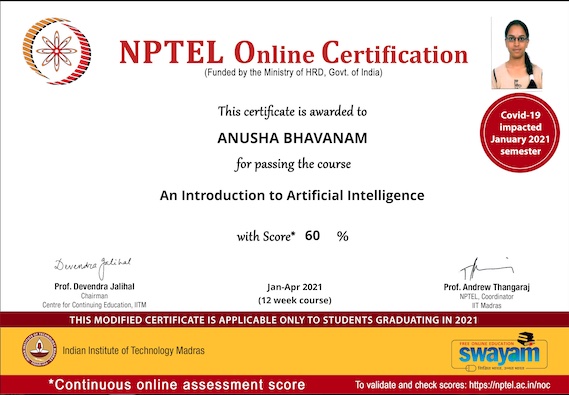 NPTEL Online Certification
(Funded by the Ministry of HRD, Govt. of India)
Covid-19
impacted
January 2021
semester
This certificate is awarded to
ANUSHA BHAVANAM
for passing the course
An Introduction to Artificial Intelligence
with Score* 60 %
Devendra Jalihal
Prof. Devendra Jalihal
Chairman
Centre for Continuing Education, IITM
Jan-Apr 2021
(12 week course)
Prof. Andrew Thangaraj
NPTEL, Coordinator
IIT Madras
THIS MODIFIED CERTIFICATE IS APPLICABLE ONLY TO STUDENTS GRADUATING IN 2021
Indian Institute of Technology Madras
FREE ONLINE EDUCATION
swayam
*Continuous online assessment score
To validate and check scores: https://nptel.ac.in/noc